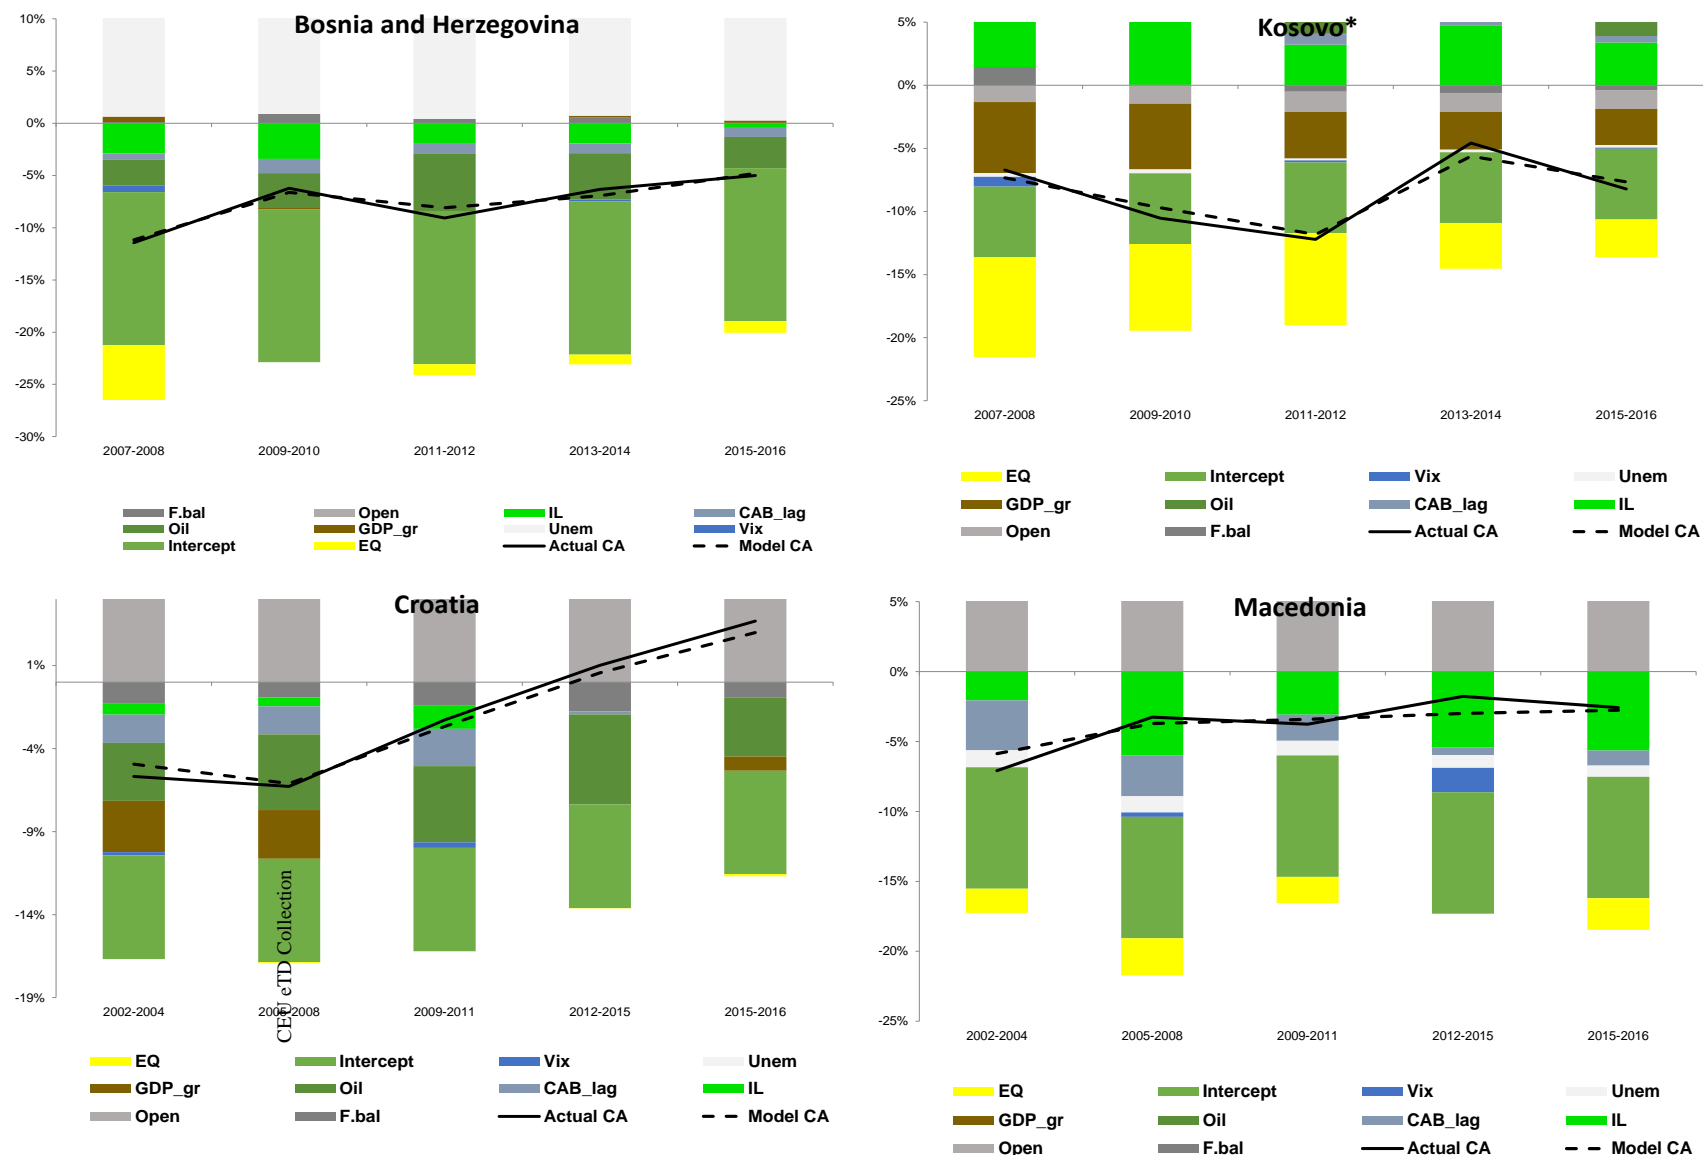 Bosnia and Herzegovina
10%
5%
0%
-5%
-10%
-15%
-20%
-25%
-30%
2007-2008 2009-2010 2011-2012 2013-2014 2015-2016
F.bal Open IL CAB_lag
Oil GDP_gr Unem Vix
Intercept EQ Actual CA Model CA
Kosovo*
5%
0%
-5%
-10%
-15%
-20%
-25%
2007-2008 2009-2010 2011-2012 2013-2014 2015-2016
EQ Intercept Vix Unem
GDP_gr Oil CAB_lag IL
Open F.bal Actual CA Model CA
Croatia
1%
-4%
-9%
-14%
-19%
2002-2004 2005-2008 2009-2011 2012-2015 2015-2016
EQ Intercept Vix Unem
GDP_gr Oil CAB_lag IL
Open F.bal Actual CA Model CA
CEU eTD Collection
Macedonia
5%
0%
-5%
-10%
-15%
-20%
-25%
2002-2004 2005-2008 2009-2011 2012-2015 2015-2016
EQ Intercept Vix Unem
GDP_gr Oil CAB_lag IL
Open F.bal Actual CA Model CA